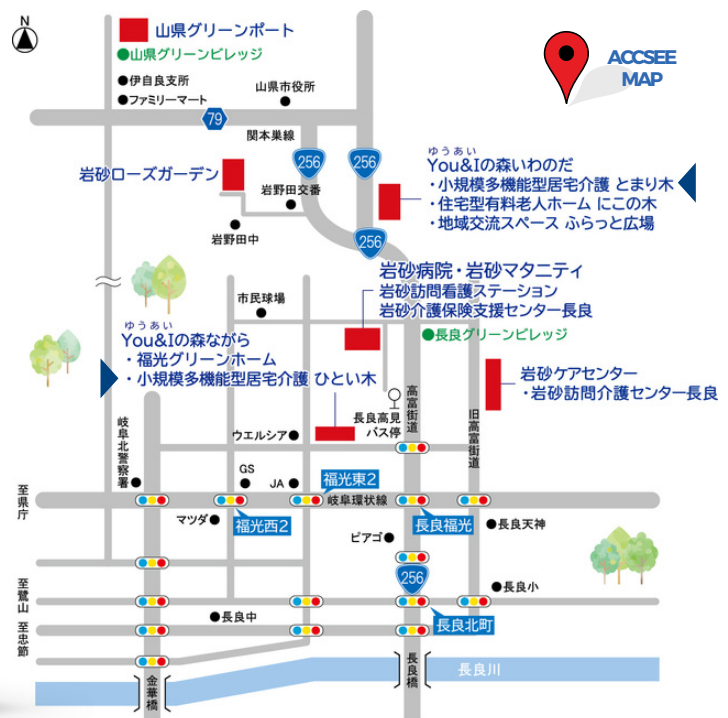 N
山県グリーンポート
山県グリーンビレッジ
伊自良支所
ファミリーマート
山県市役所
ACCSEE
MAP
79
関本巣線
256
256
256
岩砂ローズガーデン
岩野田交番
岩野田中
ゆうあい
You&Iの森いわのだ
・小規模多機能型居宅介護 とまり木
・住宅型有料老人ホーム にこの木
・地域交流スペース ふらっと広場
岩砂病院・岩砂マタニティ
岩砂訪問看護ステーション
岩砂介護保険支援センター長良
市民球場
長良グリーンビレッジ
ゆうあい
You&Iの森ながら
・福光グリーンホーム
・小規模多機能型居宅介護 ひとい木
岩砂ケアセンター
・岩砂訪問介護センター長良
長良高見
バス停
高富街道
旧高富街道
ウエルシア
岐阜北警察署
GS
JA
福光東2
至県庁
岐阜環状線
マツダ
福光西2
長良福光
長良天神
ピアゴ
256
至鷺山
長良小
至忠節
長良中
長良北町
金華橋
長良橋
長良川